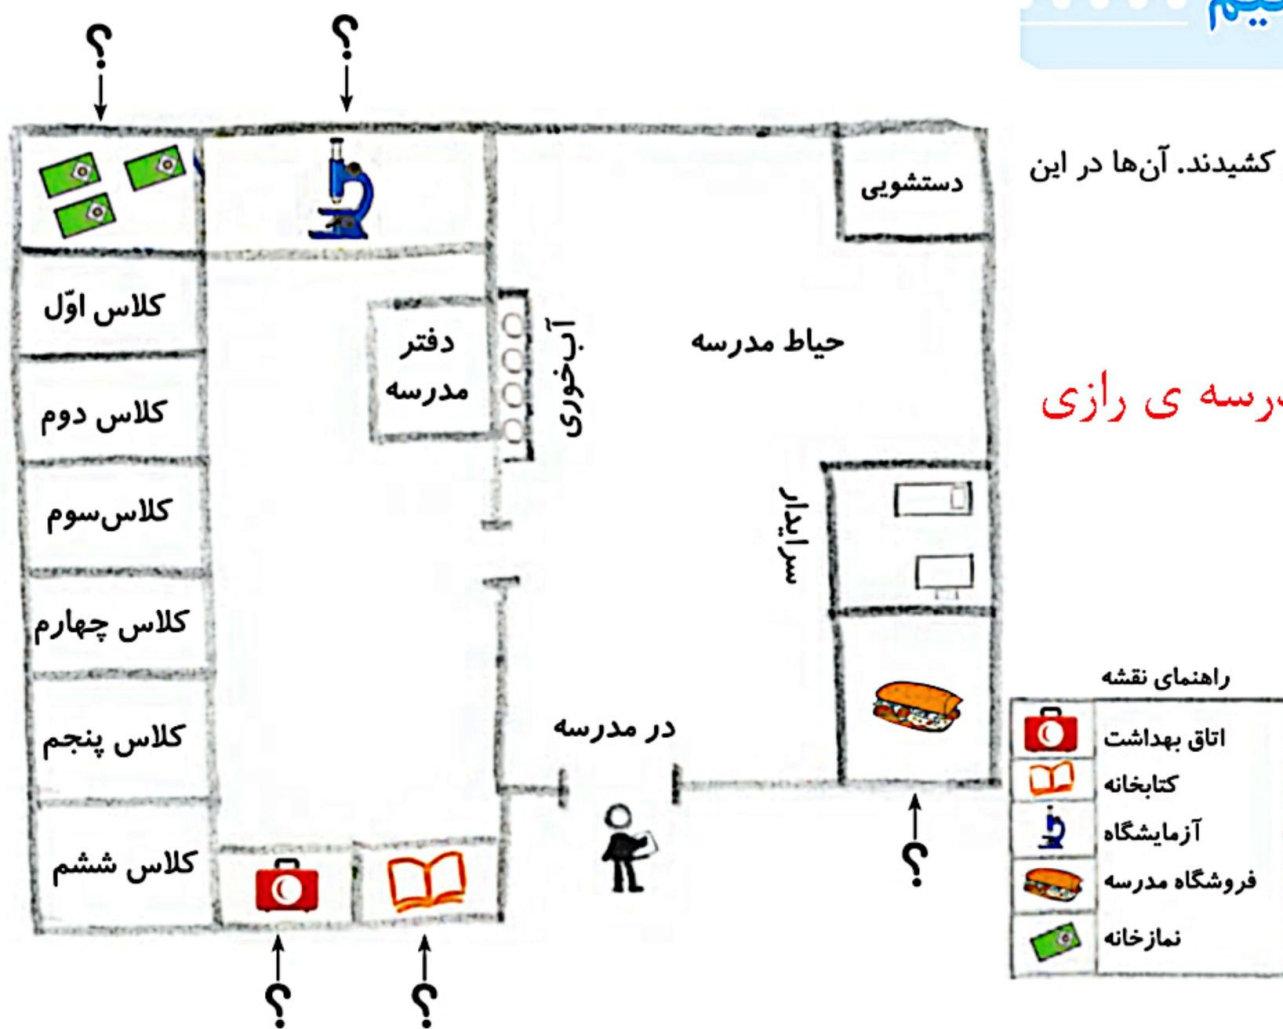 کشیدند. آن‌ها در این
؟
؟
دستشویی
کلاس اوّل
دفتر
مدرسه
آب‌خوری
حیاط مدرسه
کلاس دوم
رازی
ی
کلاس سوم
سرایدار
کلاس چهارم
راهنمای نقشه
کلاس پنجم
در مدرسه
اتاق بهداشت
کتابخانه
آزمایشگاه
فروشگاه مدرسه
نمازخانه
کلاس ششم
؟
؟
؟